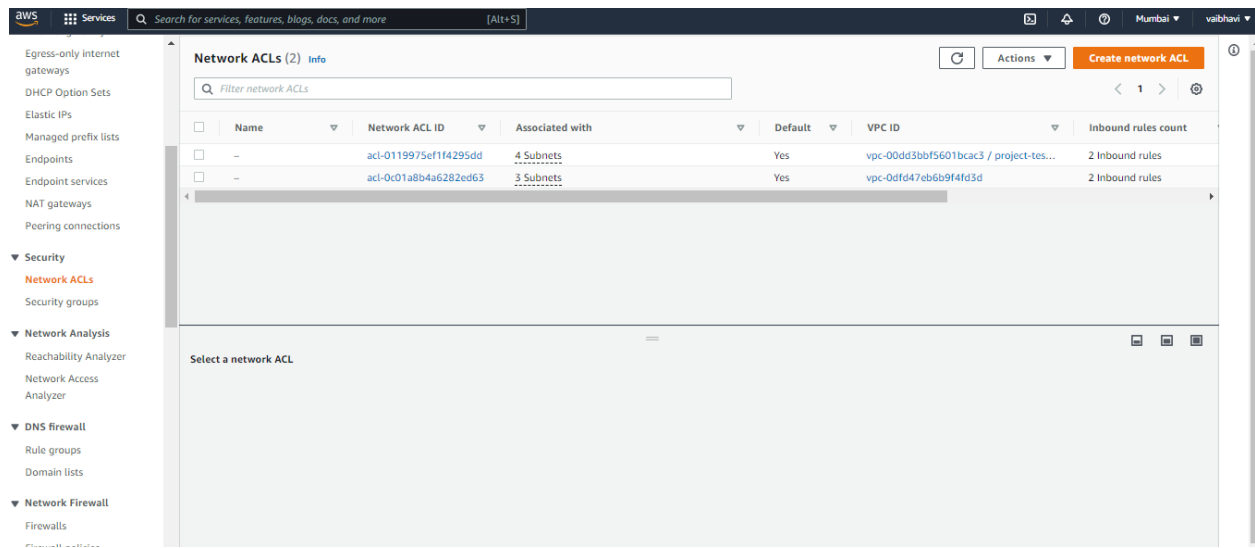 aws Services Search for services, features, blogs, docs, and more [Alt+S] Mumbai vaibhavi
Egress-only internet
gateways
DHCP Option Sets
Elastic IPs
Managed prefix lists
Endpoints
Endpoint services
NAT gateways
Peering connections
Security
Network ACLs
Security groups
Network Analysis
Reachability Analyzer
Network Access
Analyzer
DNS firewall
Rule groups
Domain lists
Network Firewall
Firewalls
Network ACLs (2) Info
Actions
Create network ACL
Filter network ACLs
1
Name Network ACL ID Associated with Default VPC ID Inbound rules count
– acl-0119975ef1f4295dd 4 Subnets Yes vpc-00dd3bbf5601bcac3 / project-tes... 2 Inbound rules
– acl-0c01a8b4a6282ed63 3 Subnets Yes vpc-0dfd47eb6b9f4fd3d 2 Inbound rules
Select a network ACL